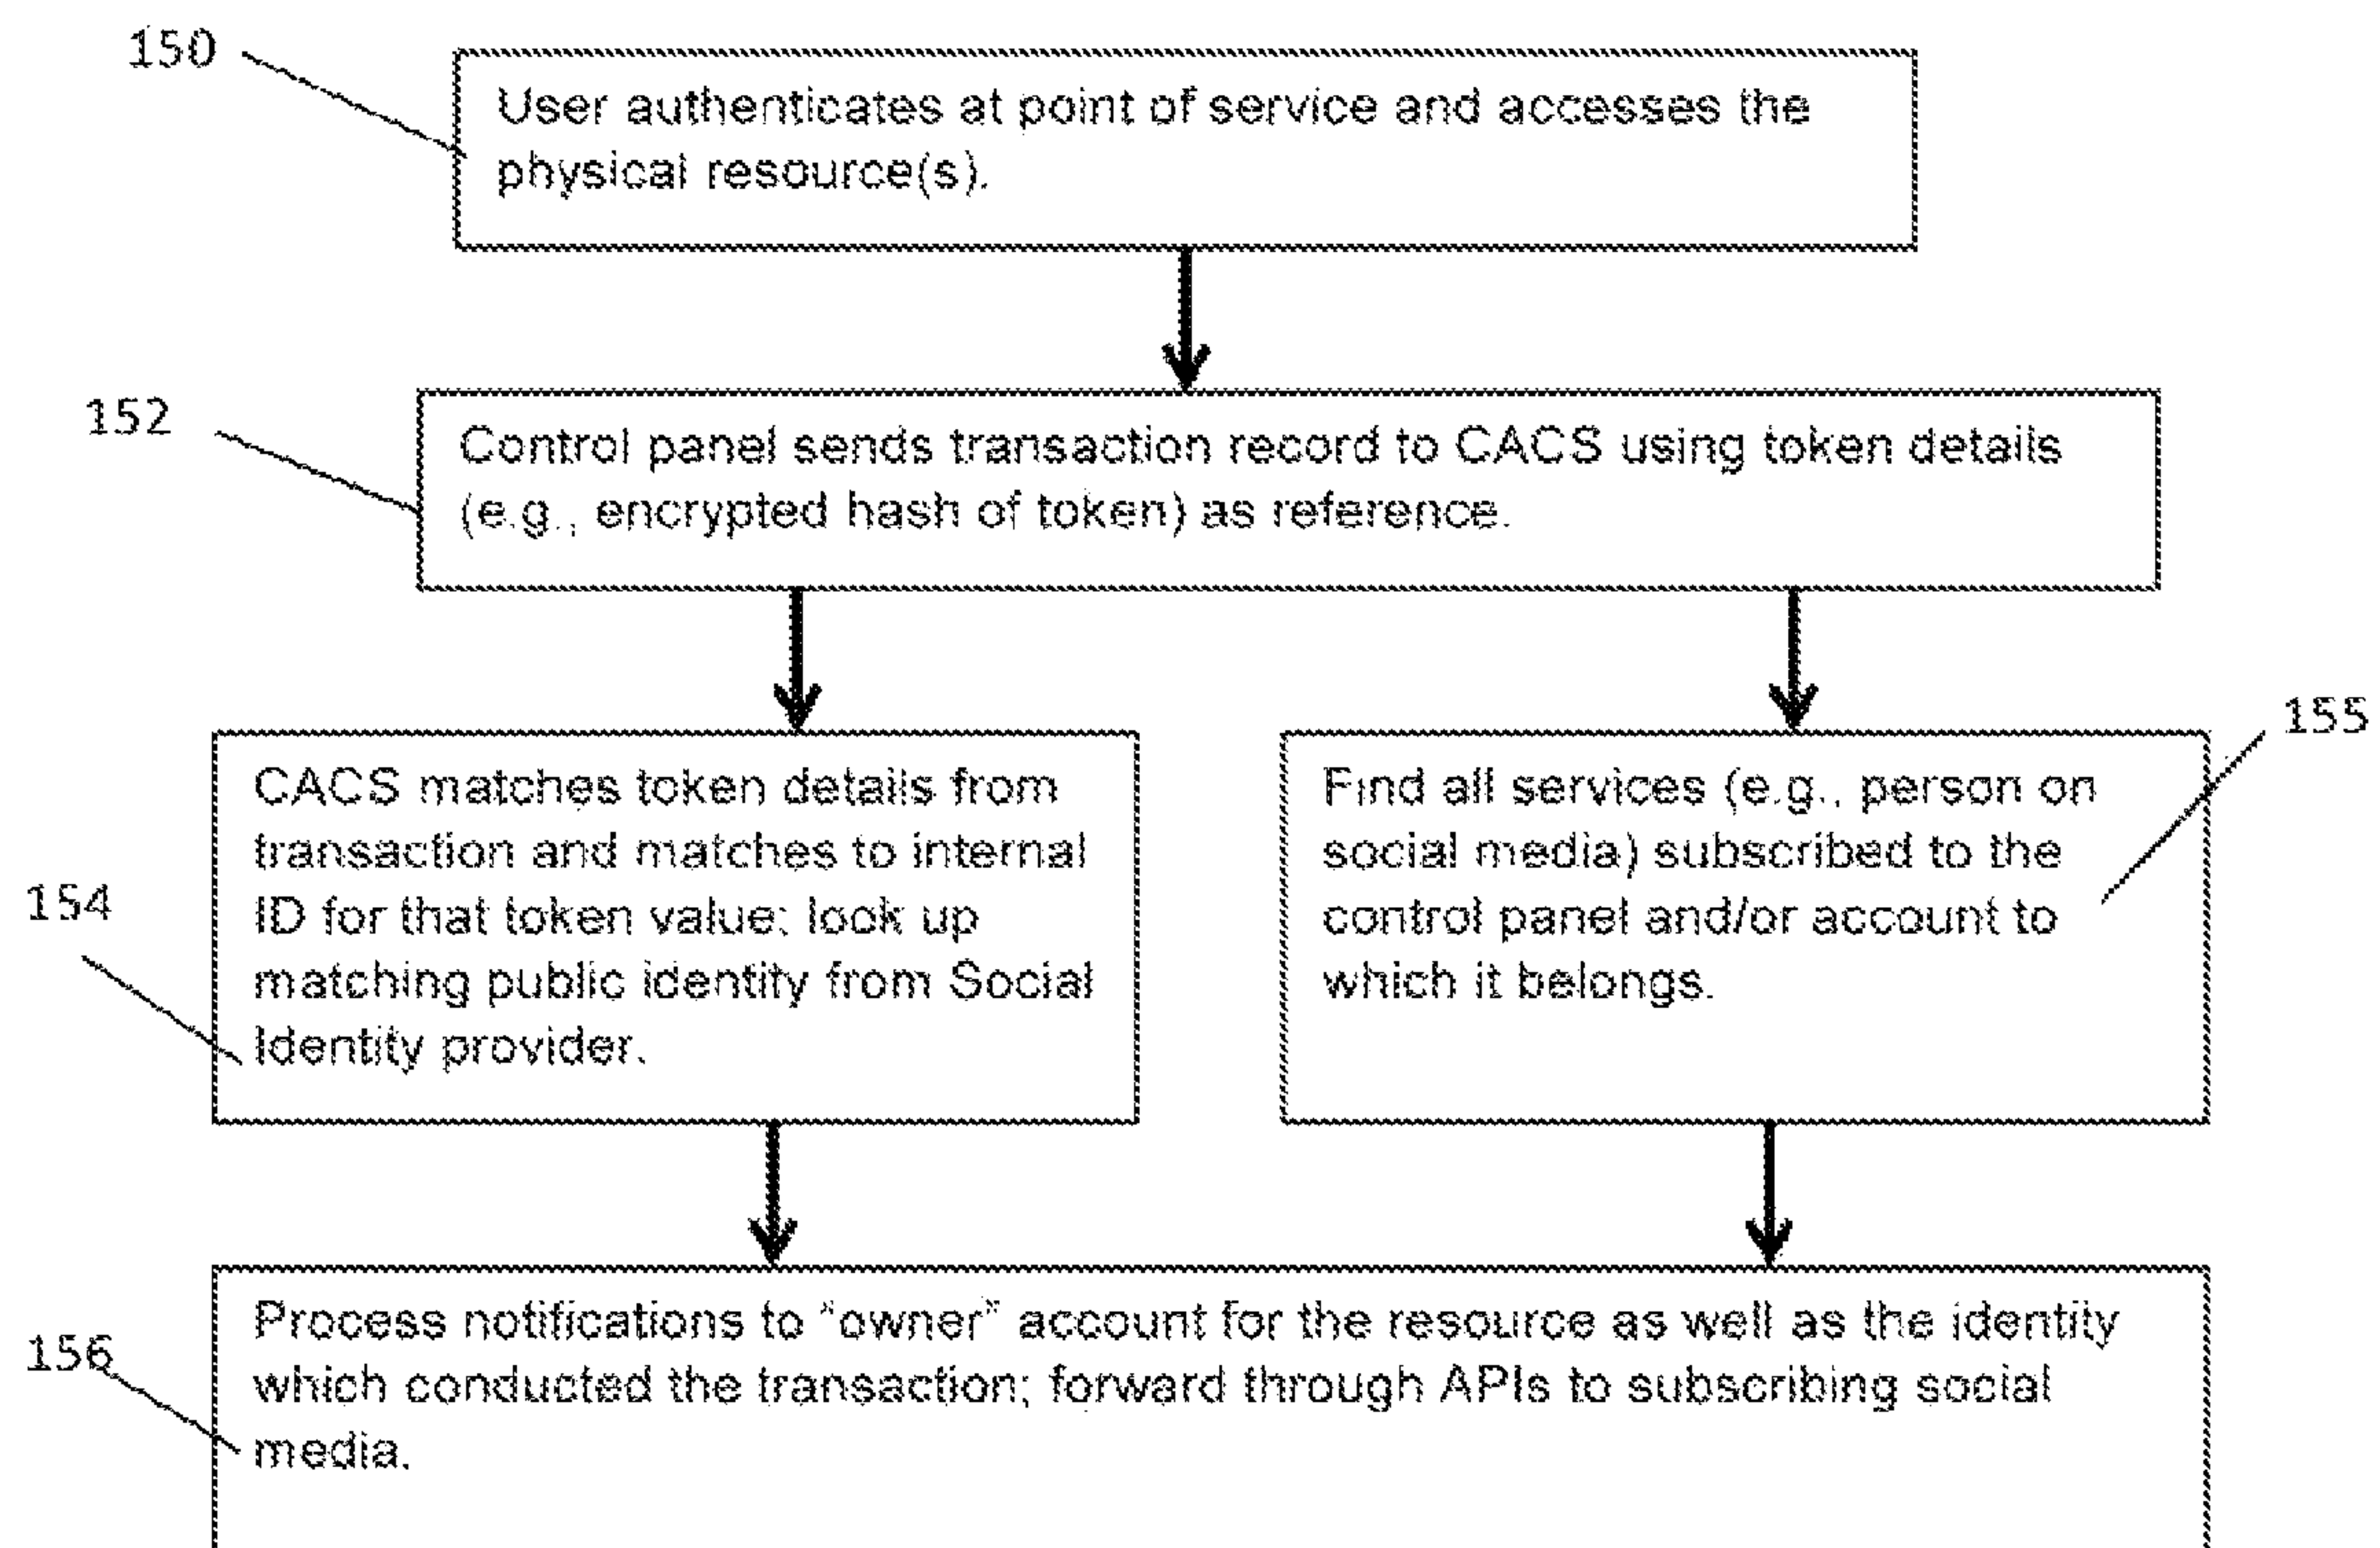 150
User authenticates at point of service and accesses the
physical resource(s).
152
Control panel sends transaction record to CACS using token details
(e.g., encrypted hash of token) as reference.
154
CACS matches token details from
transaction and matches to internal
ID for that token value; look up
matching public identity from Social
Identity provider.
155
Find all services (e.g., person on
social media) subscribed to the
control panel and/or account to
which it belongs.
156
Process notifications to "owner" account for the resource as well as the identity
which conducted the transaction; forward through APIs to subscribing social
media.